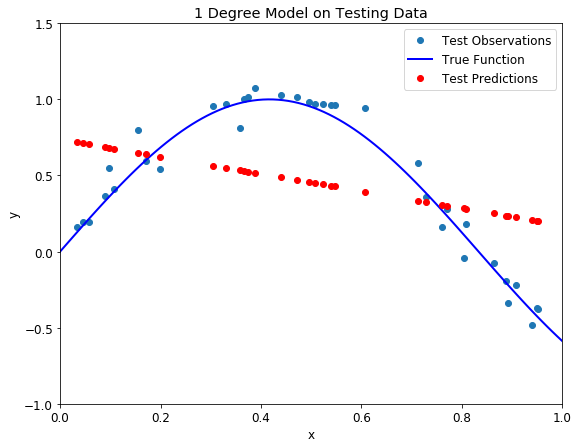 1 Degree Model on Testing Data
1.5
1.0
0.5
0.0
−0.5
−1.0
y
Test Observations
True Function
Test Predictions
0.0 0.2 0.4 0.6 0.8 1.0
x